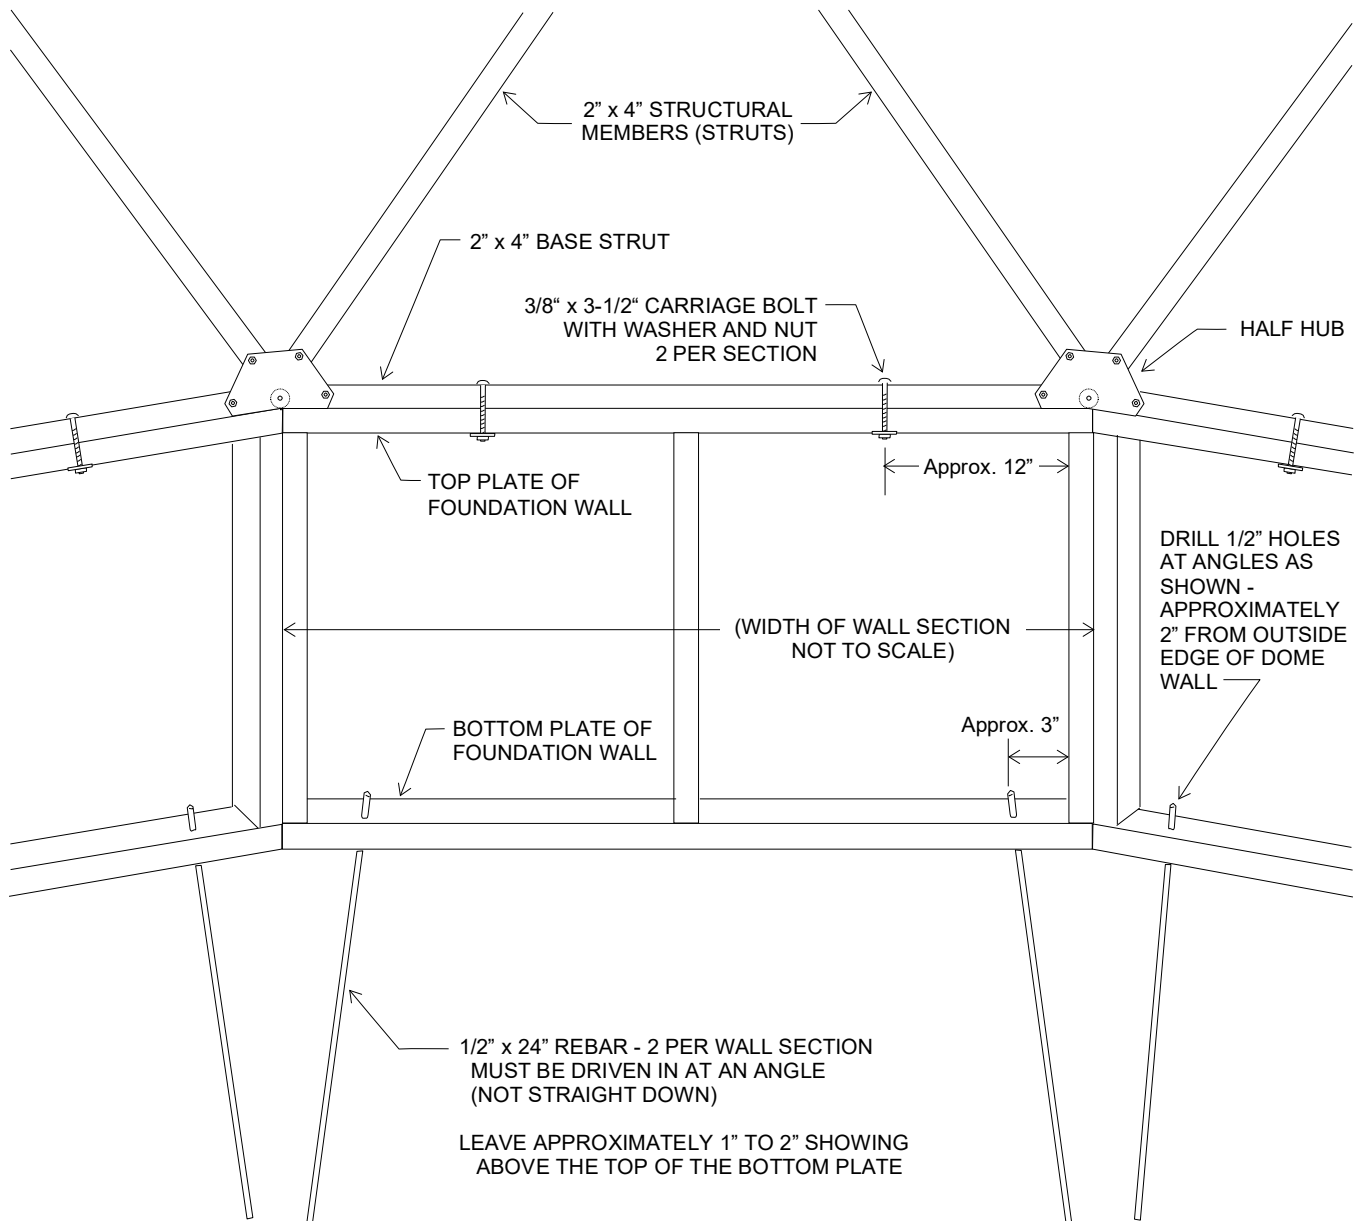 2” x 4” STRUCTURAL
MEMBERS (STRUTS)
2” x 4” BASE STRUT
3/8“ x 3-1/2“ CARRIAGE BOLT
WITH WASHER AND NUT
2 PER SECTION
HALF HUB
TOP PLATE OF
FOUNDATION WALL
Approx. 12”
DRILL 1/2” HOLES
AT ANGLES AS
SHOWN -
APPROXIMATELY
2” FROM OUTSIDE
EDGE OF DOME
WALL
(WIDTH OF WALL SECTION
NOT TO SCALE)
BOTTOM PLATE OF
FOUNDATION WALL
Approx. 3”
1/2” x 24” REBAR - 2 PER WALL SECTION
MUST BE DRIVEN IN AT AN ANGLE
(NOT STRAIGHT DOWN)
LEAVE APPROXIMATELY 1” TO 2” SHOWING
ABOVE THE TOP OF THE BOTTOM PLATE